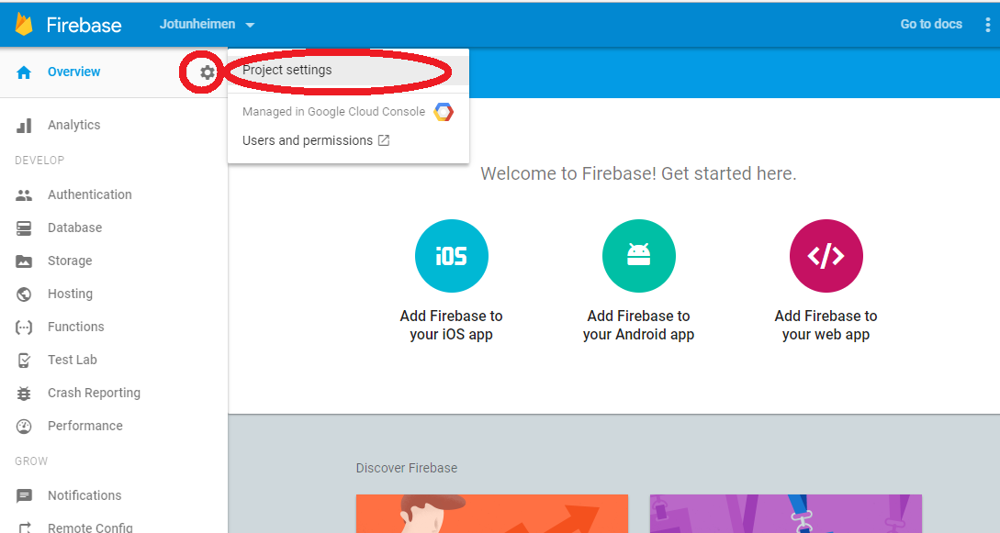 Firebase
Jotunheimen
Go to docs
Overview
Project settings
Managed in Google Cloud Console
Users and permissions
Analytics
DEVELOP
Authentication
Database
Storage
Hosting
Functions
Test Lab
Crash Reporting
Performance
GROW
Notifications
Remote Config
Welcome to Firebase! Get started here.
iOS
Add Firebase to
your iOS app
Add Firebase to
your Android app
</>
Add Firebase to
your web app
Discover Firebase